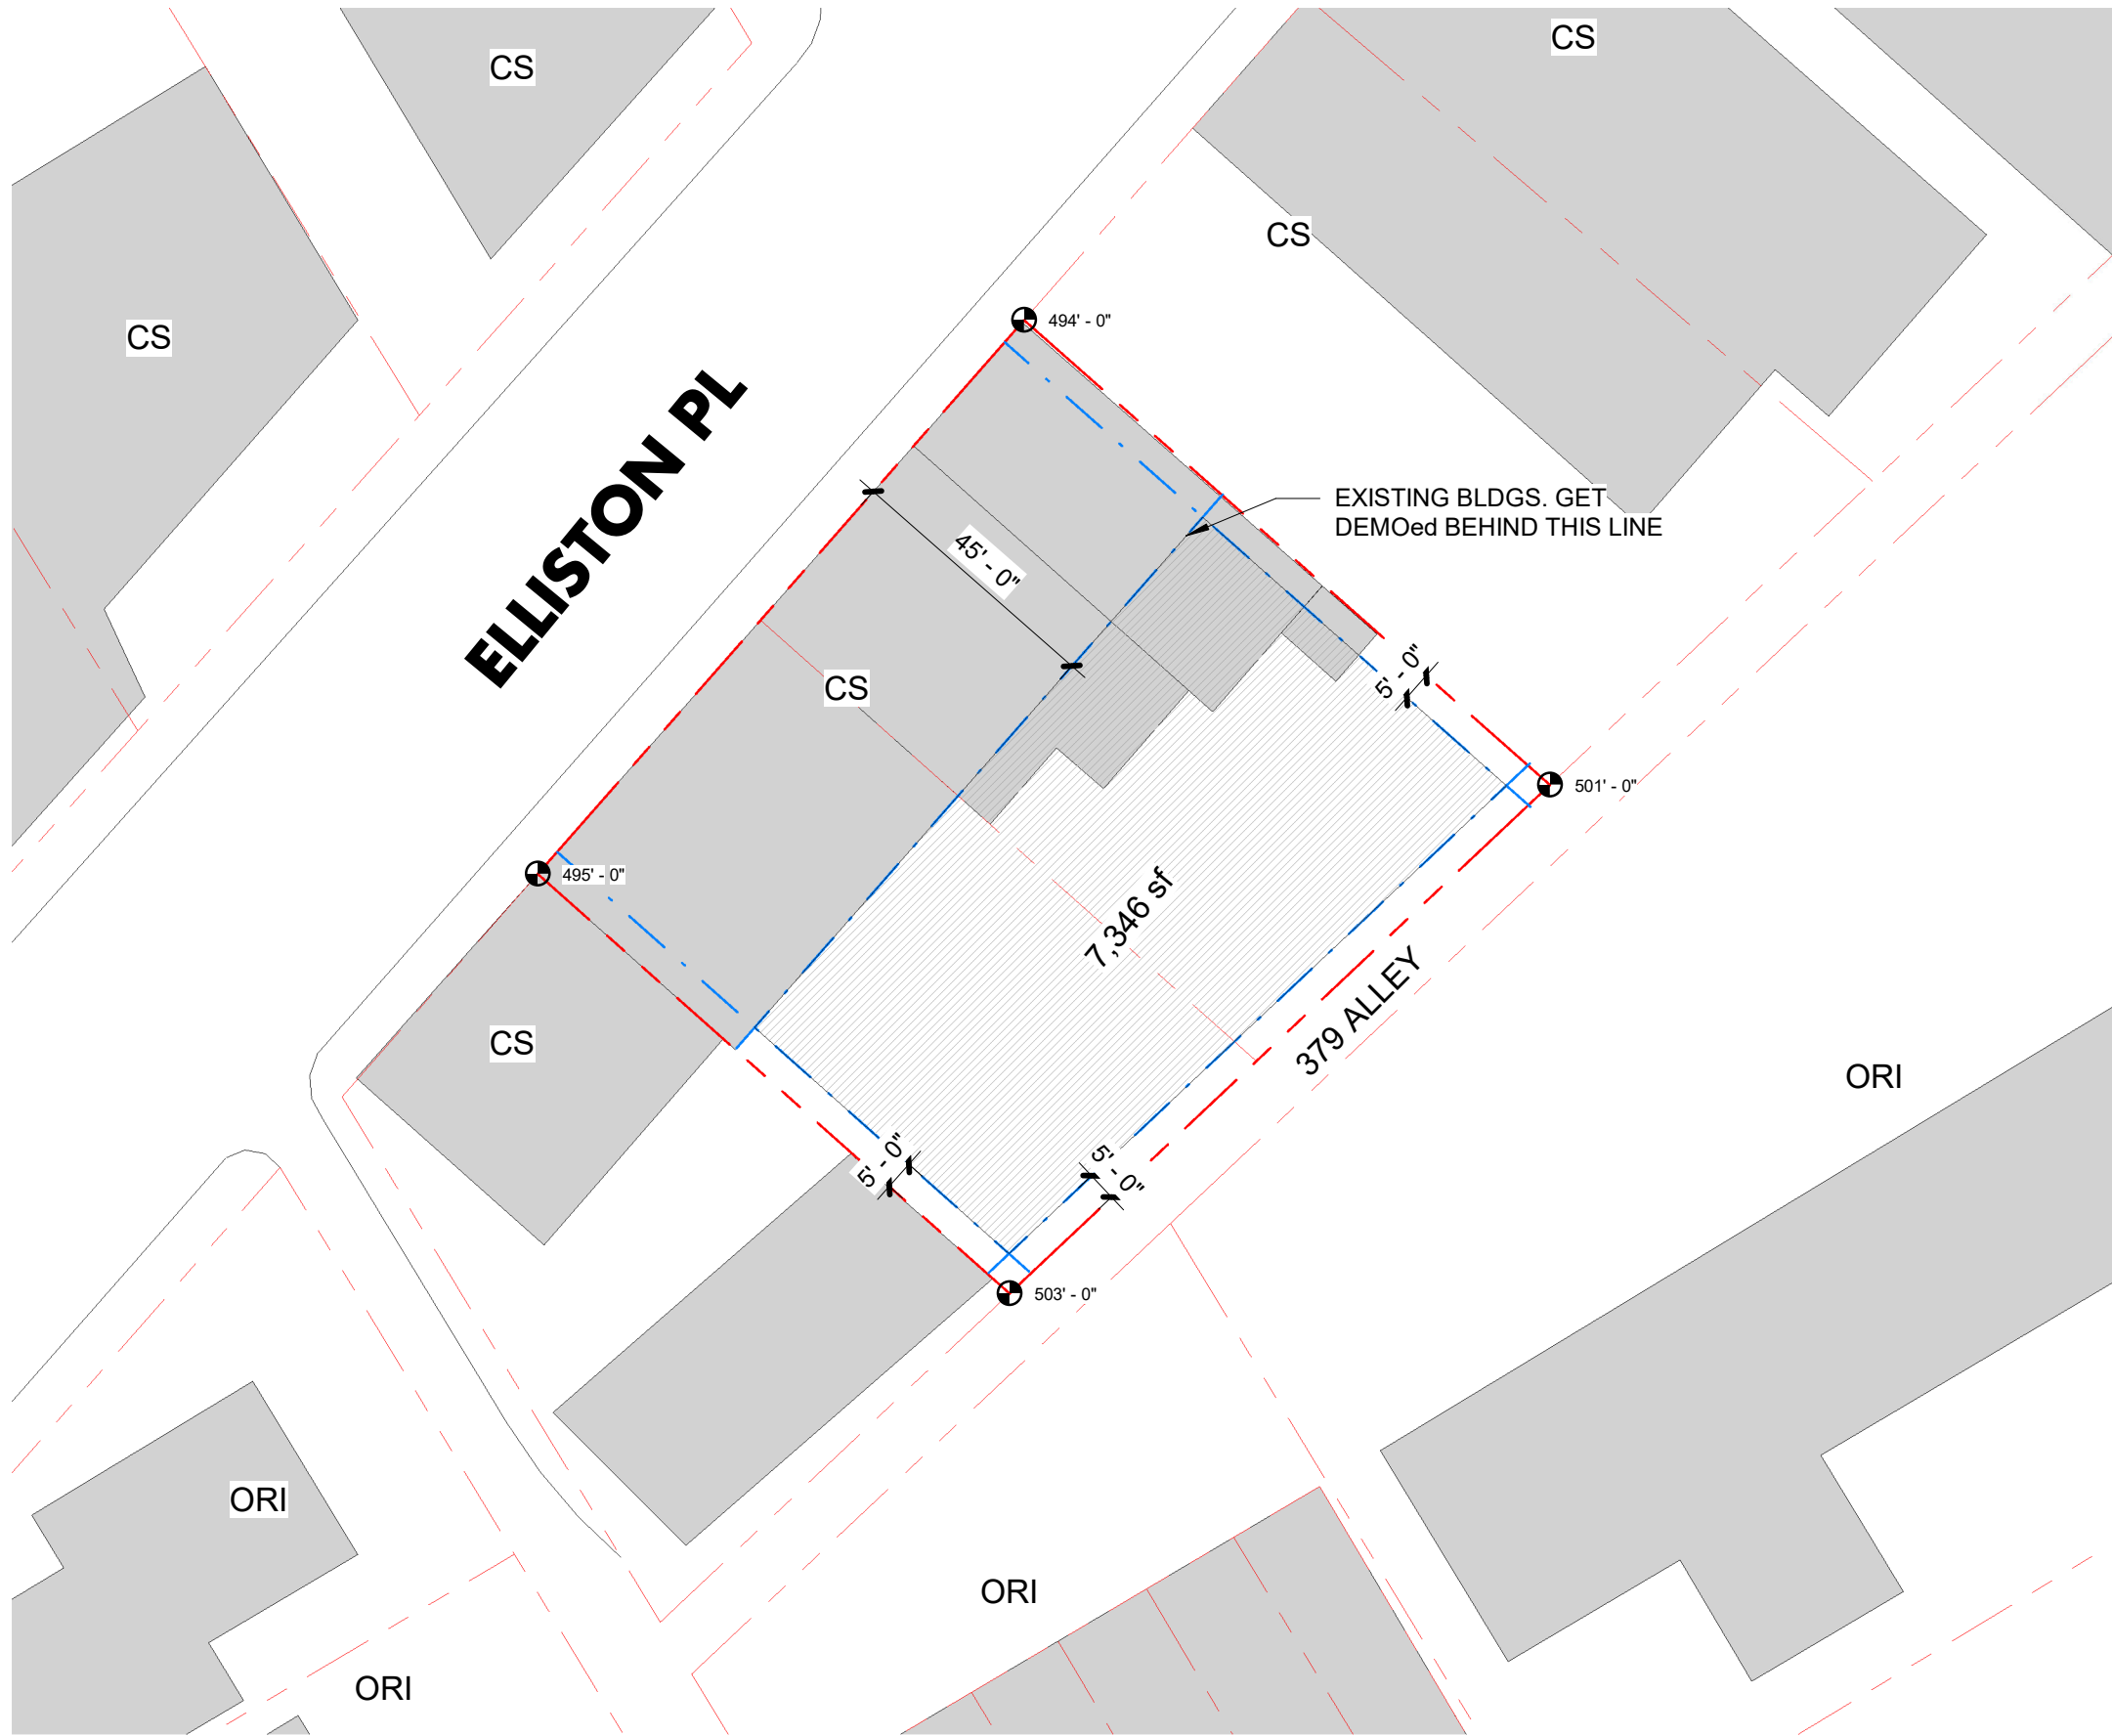 CS
CS
CS
CS
494' - 0"
ELLISTON PL
EXISTING BLDGS. GET
DEMOed BEHIND THIS LINE
45' - 0"
5' - 0"
CS
501' - 0"
495' - 0"
7,346 sf
379 ALLEY
CS
ORI
5' - 0"
5' - 0"
503' - 0"
ORI
ORI
ORI